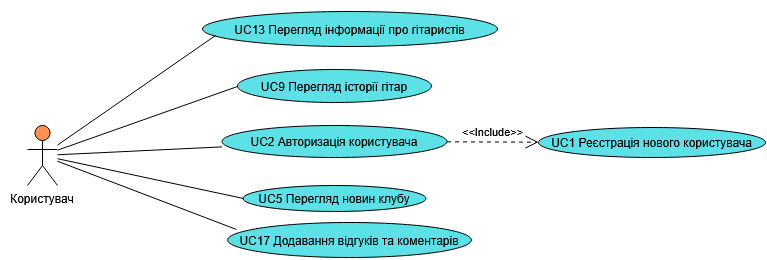 UC13 Перегляд інформації про гітаристів
UC9 Перегляд історії гітар
UC2 Авторизація користувача
<<Include>>
UC1 Реєстрація нового користувача
Користувач
UC5 Перегляд новин клубу
UC17 Додавання відгуків та коментарів